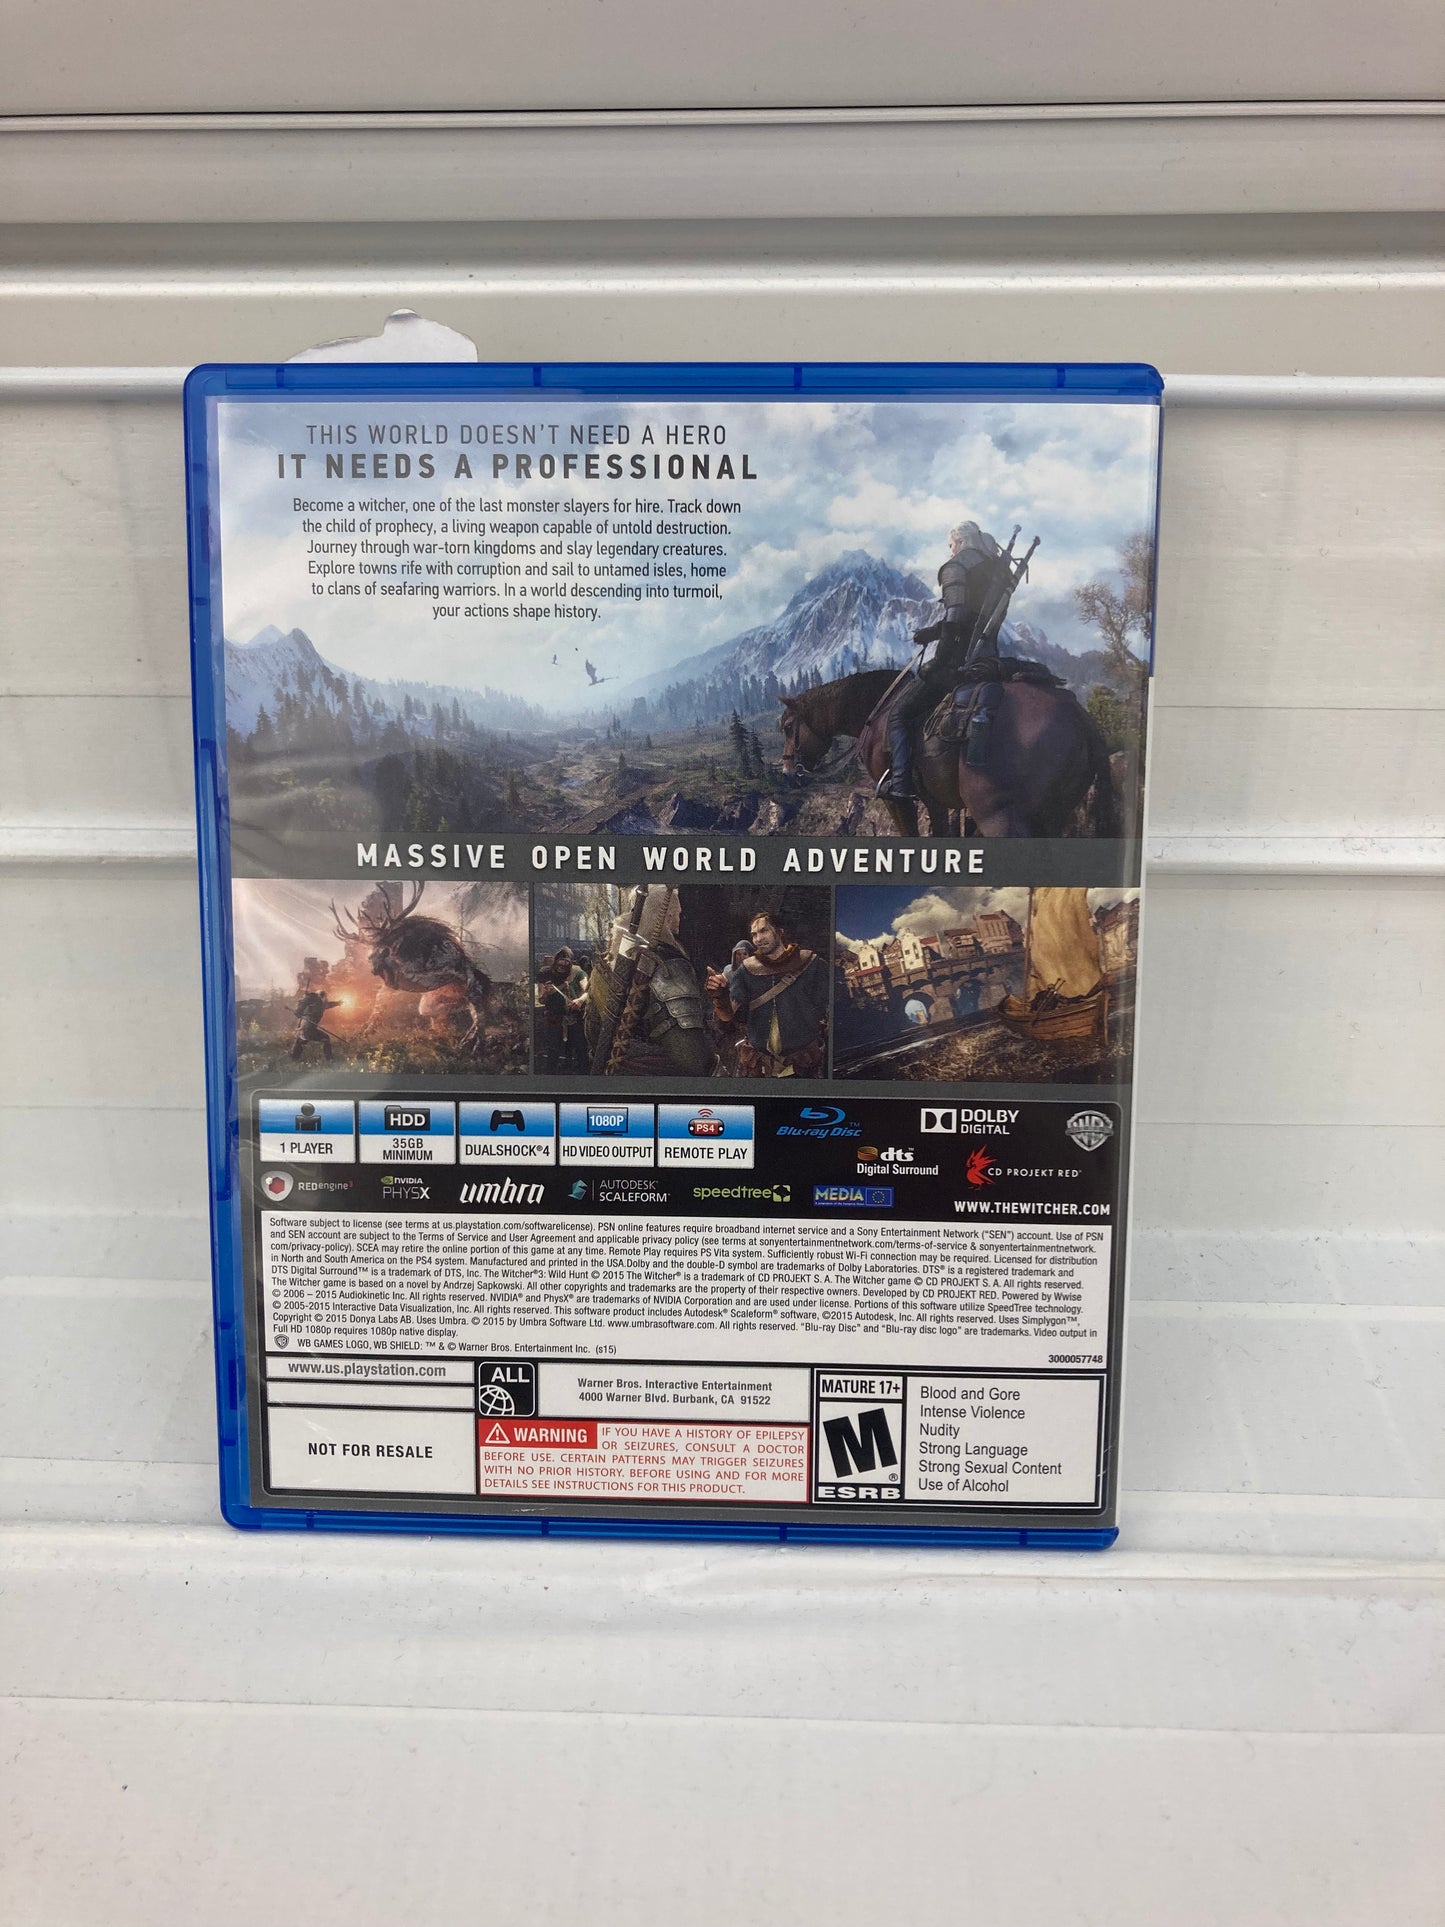 THIS WORLD DOESN'T NEED A HERO
IT NEEDS A PROFESSIONAL
Become a witcher, one of the last monster slayers for hire. Track down
the child of prophecy, a living weapon capable of untold destruction.
Journey through war-torn kingdoms and slay legendary creatures.
Explore towns rife with corruption and sail to untamed isles, home
to clans of seafaring warriors. In a world descending into turmoil,
your actions shape history.
MASSIVE OPEN WORLD ADVENTURE
1 PLAYER
HDD
35GB
MINIMUM
DUALSHOCK®4
1080P
HD VIDEO OUTPUT
PS4
REMOTE PLAY
Blu-ray Disc™
DOLBY
DIGITAL
WB
dts™
Digital Surround
CD PROJEKT RED®
REDengine³
NVIDIA
PHYSX
umbra
AUTODESK®
SCALEFORM®
speedtree
MEDIA
WWW.THEWITCHER.COM
Software subject to license (see terms at us.playstation.com/softwarelicense). PSN online features require broadband internet service and a Sony Entertainment Network ("SEN") account. Use of PSN
and SEN account are subject to the Terms of Service and User Agreement and applicable privacy policy (see terms at sonyentertainmentnetwork.com/terms-of-service & sonyentertainmentnetwork.
com/privacy-policy). SCEA may retire the online portion of this game at any time. Remote Play requires PS Vita system. Sufficiently robust Wi-Fi connection may be required. Licensed for distribution
in North and South America on the PS4 system. Manufactured and printed in the USA.Dolby and the double-D symbol are trademarks of Dolby Laboratories. DTS® is a registered trademark and
DTS Digital Surround™ is a trademark of DTS, Inc. The Witcher®3: Wild Hunt © 2015 The Witcher® is a trademark of CD PROJEKT S. A. The Witcher game © CD PROJEKT S. A. All rights reserved.
The Witcher game is based on a novel by Andrzej Sapkowski. All other copyrights and trademarks are the property of their respective owners. Developed by CD PROJEKT RED. Powered by Wwise
© 2006 – 2015 Audiokinetic Inc. All rights reserved. NVIDIA® and PhysX® are trademarks of NVIDIA Corporation and are used under license. Portions of this software utilize SpeedTree technology.
© 2005-2015 Interactive Data Visualization, Inc. All rights reserved. This software product includes Autodesk® Scaleform® software, ©2015 Autodesk, Inc. All rights reserved. Uses Simplygon™,
Copyright © 2015 Donya Labs AB. Uses Umbra. © 2015 by Umbra Software Ltd. www.umbrasoftware.com. All rights reserved. "Blu-ray Disc" and "Blu-ray disc logo" are trademarks. Video output in
Full HD 1080p requires 1080p native display.
WB GAMES LOGO, WB SHIELD: ™ & © Warner Bros. Entertainment Inc. (s15)
3000057748
www.us.playstation.com
NOT FOR RESALE
ALL
Warner Bros. Interactive Entertainment
4000 Warner Blvd. Burbank, CA 91522
WARNING IF YOU HAVE A HISTORY OF EPILEPSY
OR SEIZURES, CONSULT A DOCTOR
BEFORE USE. CERTAIN PATTERNS MAY TRIGGER SEIZURES
WITH NO PRIOR HISTORY. BEFORE USING AND FOR MORE
DETAILS SEE INSTRUCTIONS FOR THIS PRODUCT.
MATURE 17+
M
®
ESRB
Blood and Gore
Intense Violence
Nudity
Strong Language
Strong Sexual Content
Use of Alcohol